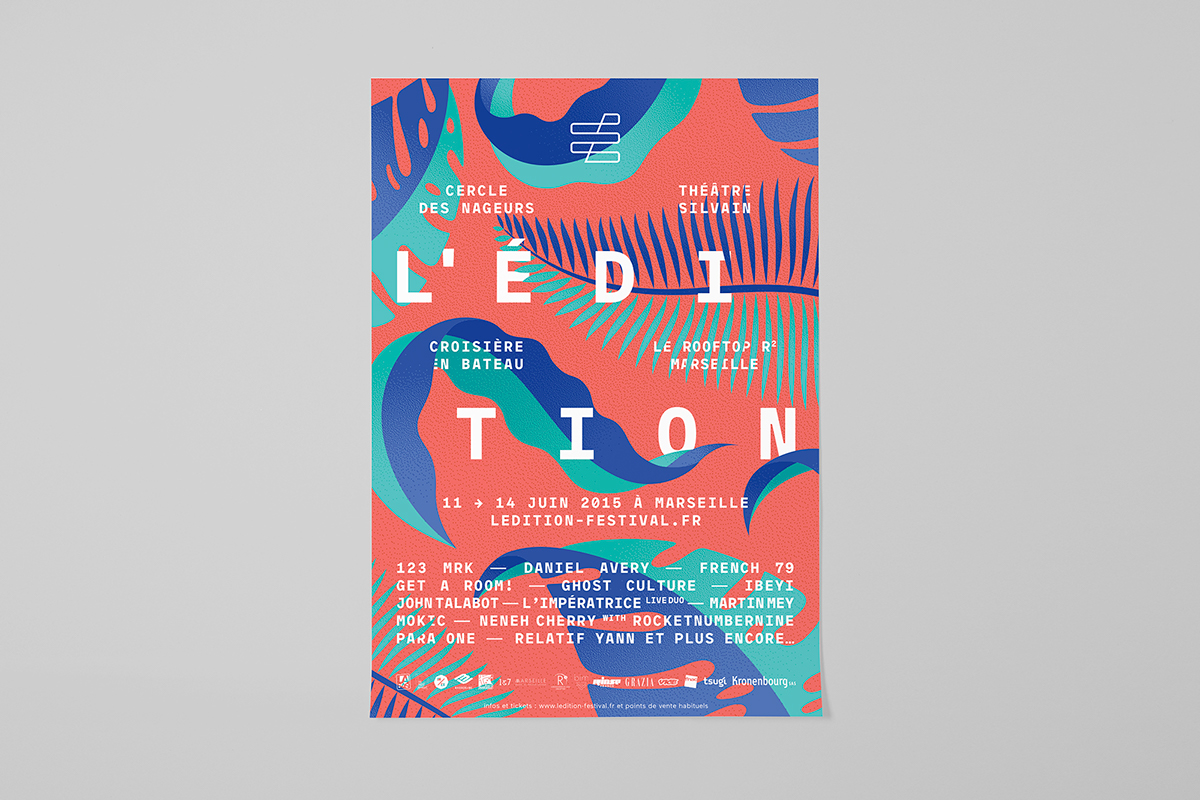 CERCLE
DES NAGEURS
THÉÂTRE
SILVAIN
L'ÉDI
CROISIÈRE
EN BATEAU
LE ROOFTOP R²
MARSEILLE
TION
11 → 14 JUIN 2015 À MARSEILLE
LEDITION-FESTIVAL.FR
123 MRK — DANIEL AVERY — FRENCH 79
GET A ROOM! — GHOST CULTURE — IBEYI
JOHN TALABOT — L'IMPÉRATRICE LIVE DUO — MARTIN MEY
MOKIC — NENEH CHERRY WITH ROCKETNUMBERNINE
PARA ONE — RELATIF YANN ET PLUS ENCORE…
MARSEILLE GRAZIA tsugi Kronenbourg
infos et tickets : www.ledition-festival.fr et points de vente habituels